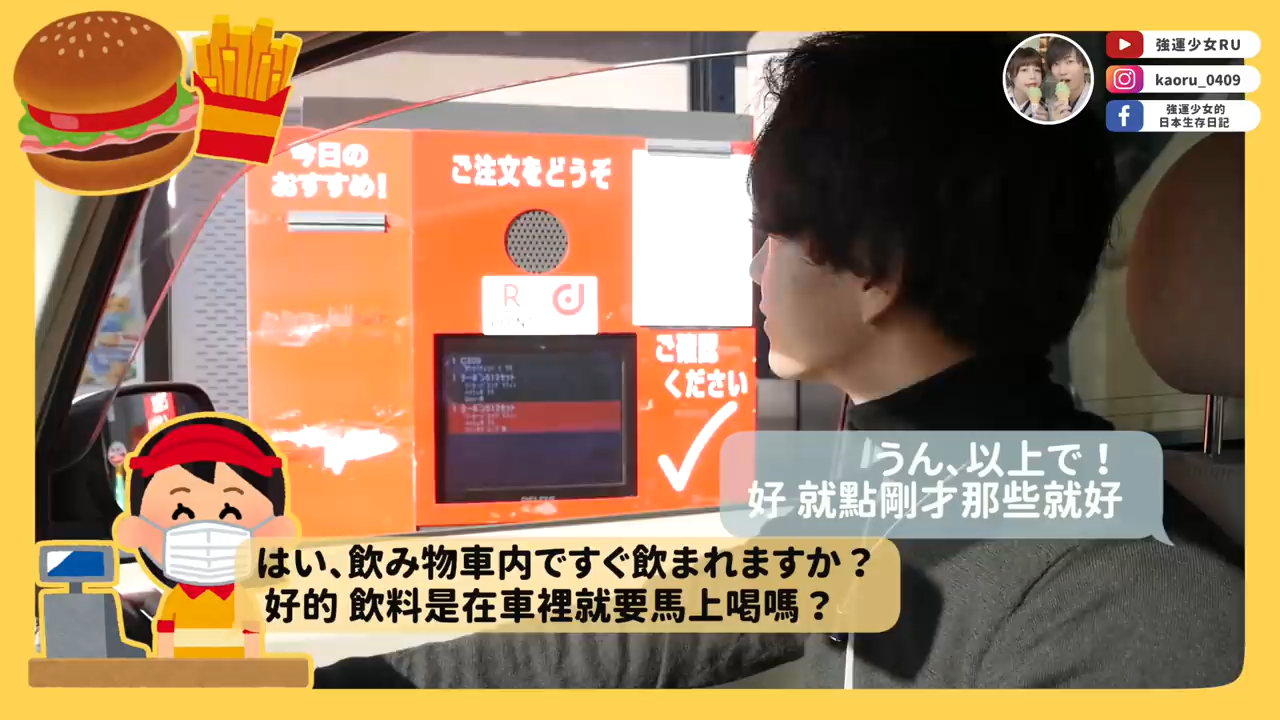 強運少女RU
kaoru_0409
強運少女的
日本生存日記
今日の
おすすめ!
ご注文をどうぞ
R
d
ご確認
ください
うん、以上で！
好 就點剛才那些就好
はい、飲み物車内ですぐ飲まれますか？
好的 飲料是在車裡就要馬上喝嗎？